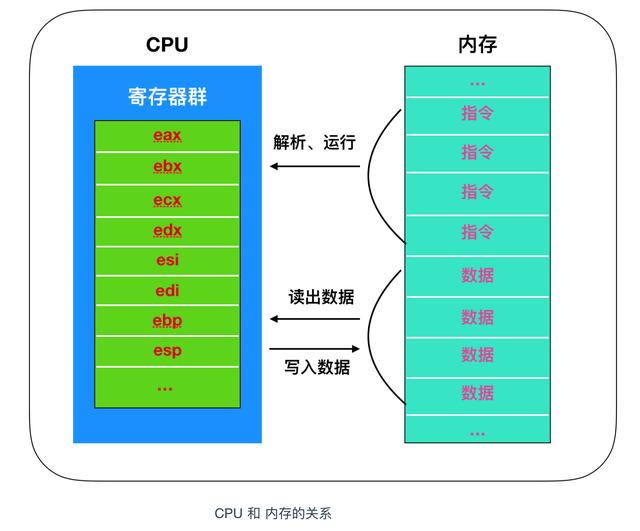 CPU
内存
寄存器群
eax
ebx
ecx
edx
esi
edi
ebp
esp
...
解析、运行
读出数据
写入数据
...
指令
指令
指令
指令
数据
数据
数据
数据
...
CPU 和 内存的关系